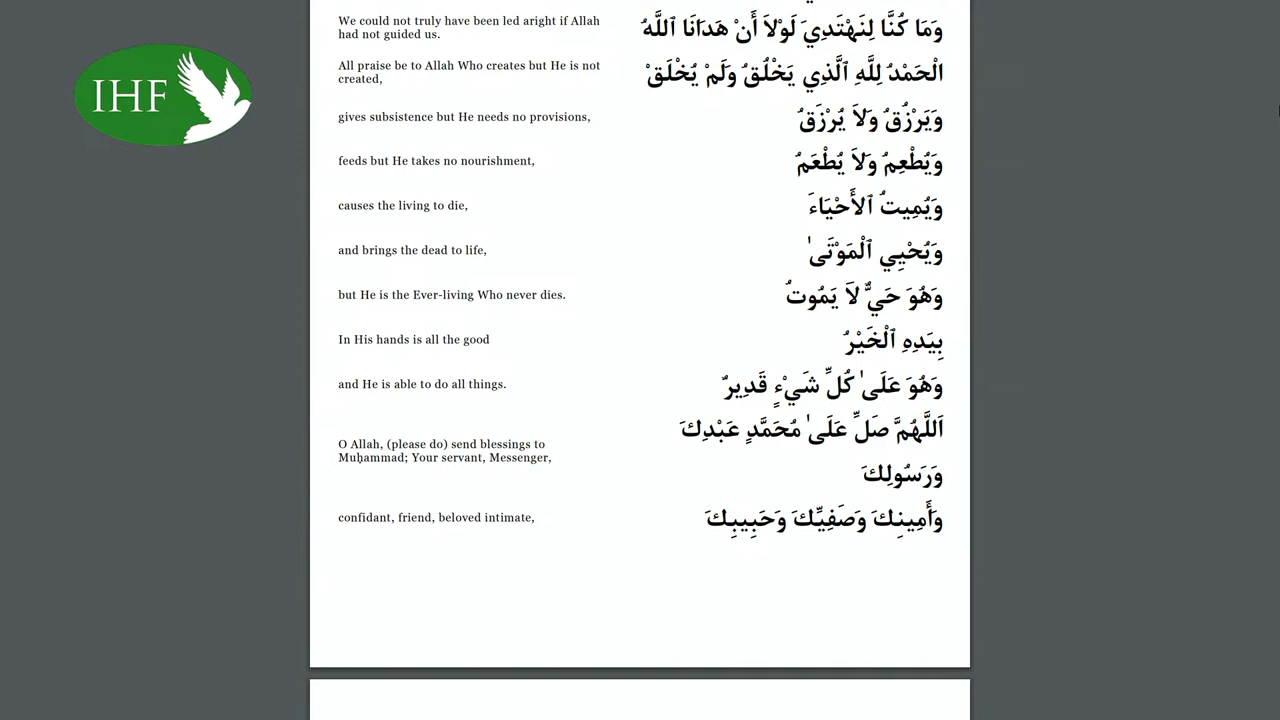 IHF
We could not truly have been led aright if Allah
had not guided us.
وَمَا كُنَّا لِنَهْتَدِيَ لَوْلاَ أَنْ هَدَانَا ٱللَّهُ
All praise be to Allah Who creates but He is not
created,
الْحَمْدُ لِلَّهِ ٱلَّذِي يَخْلُقُ وَلَمْ يُخْلَقْ
gives subsistence but He needs no provisions,
وَيَرْزُقُ وَلاَ يُرْزَقُ
feeds but He takes no nourishment,
وَيُطْعِمُ وَلاَ يُطْعَمُ
causes the living to die,
وَيُمِيتُ ٱلأَحْيَاءَ
and brings the dead to life,
وَيُحْيِي ٱلْمَوْتَىٰ
but He is the Ever-living Who never dies.
وَهُوَ حَيٌّ لاَ يَمُوتُ
In His hands is all the good
بِيَدِهِ ٱلْخَيْرُ
and He is able to do all things.
وَهُوَ عَلَىٰ كُلِّ شَيْءٍ قَدِيرٌ
O Allah, (please do) send blessings to
Muḥammad; Your servant, Messenger,
اَللَّهُمَّ صَلِّ عَلَىٰ مُحَمَّدٍ عَبْدِكَ
وَرَسُولِكَ
confidant, friend, beloved intimate,
وَأَمِينِكَ وَصَفِيِّكَ وَحَبِيبِكَ